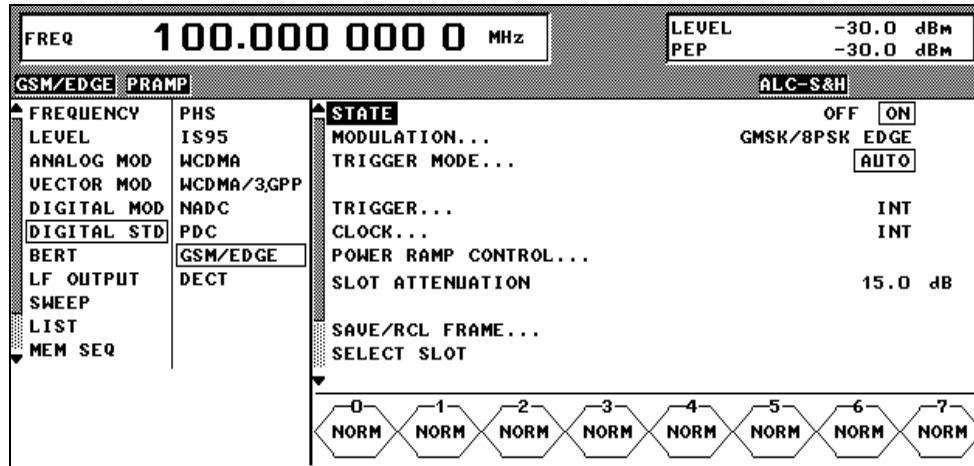 FREQ 100.000 000 0 MHz
LEVEL -30.0 dBm
PEP -30.0 dBm
GSM/EDGE PRAMP ALC-S&H
FREQUENCY
LEVEL
ANALOG MOD
VECTOR MOD
DIGITAL MOD
DIGITAL STD
BERT
LF OUTPUT
SWEEP
LIST
MEM SEQ
PHS
IS95
WCDMA
WCDMA/3GPP
NADC
PDC
GSM/EDGE
DECT
STATE OFF ON
MODULATION... GMSK/8PSK EDGE
TRIGGER MODE... AUTO
TRIGGER... INT
CLOCK... INT
POWER RAMP CONTROL...
SLOT ATTENUATION 15.0 dB
SAVE/RCL FRAME...
SELECT SLOT
0 1 2 3 4 5 6 7
NORM NORM NORM NORM NORM NORM NORM NORM